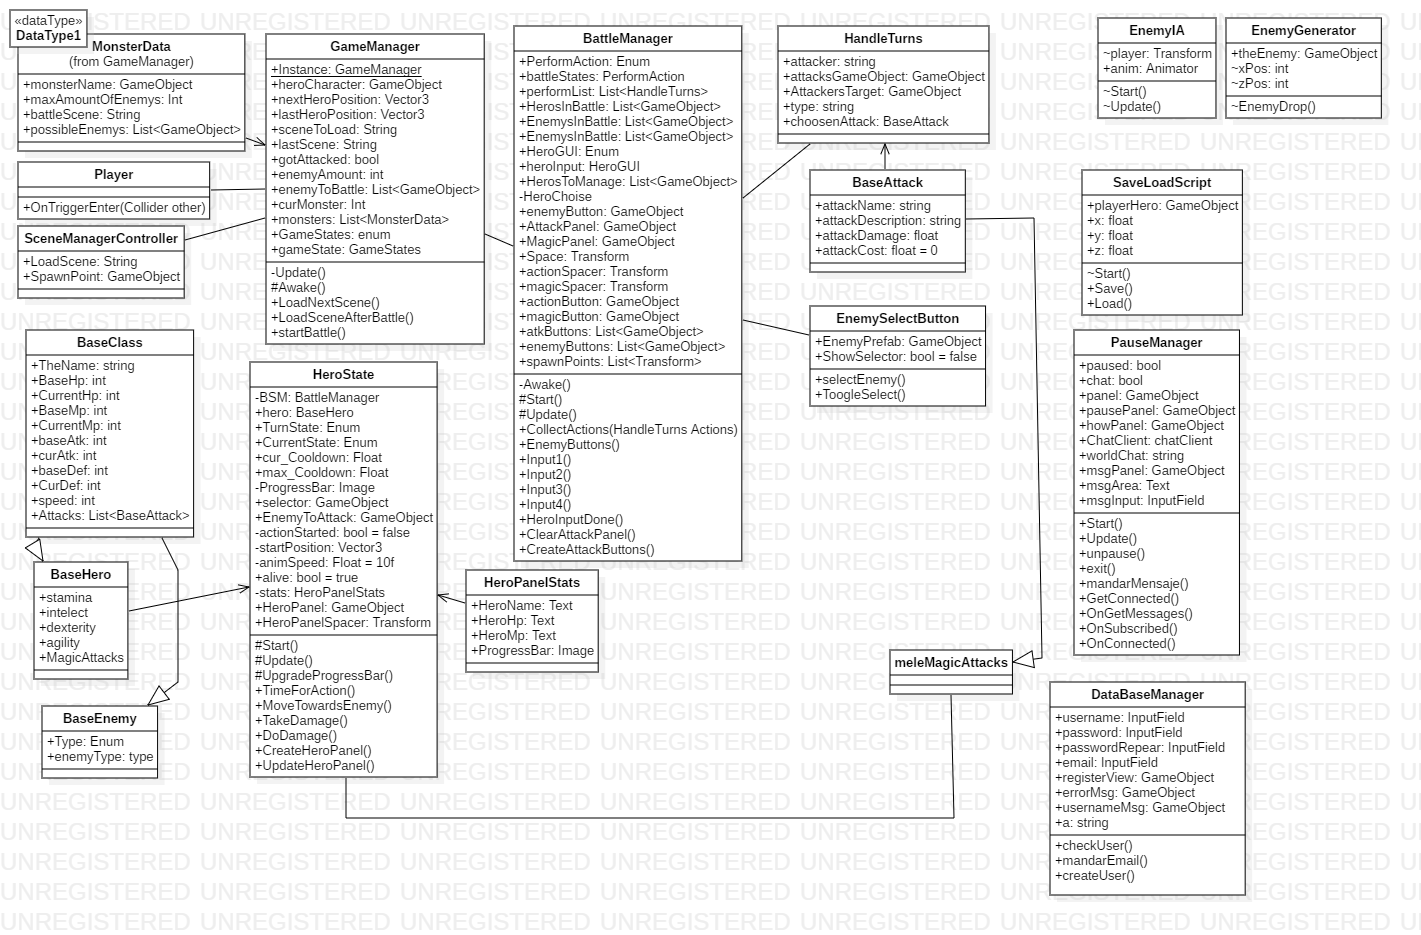 «dataType»
DataType1
MonsterData
(from GameManager)
+monsterName: GameObject
+maxAmountOfEnemys: Int
+battleScene: String
+possibleEnemys: List<GameObject>
Player
+OnTriggerEnter(Collider other)
SceneManagerController
+LoadScene: String
+SpawnPoint: GameObject
BaseClass
+TheName: string
+BaseHp: int
+CurrentHp: int
+BaseMp: int
+CurrentMp: int
+baseAtk: int
+curAtk: int
+baseDef: int
+CurDef: int
+speed: int
+Attacks: List<BaseAttack>
BaseHero
+stamina
+intelect
+dexterity
+agility
+MagicAttacks
BaseEnemy
+Type: Enum
+enemyType: type
GameManager
+Instance: GameManager
+heroCharacter: GameObject
+nextHeroPosition: Vector3
+lastHeroPosition: Vector3
+sceneToLoad: String
+lastScene: String
+gotAttacked: bool
+enemyAmount: int
+enemyToBattle: List<GameObject>
+curMonster: Int
+monsters: List<MonsterData>
+GameStates: enum
+gameState: GameStates
-Update()
#Awake()
+LoadNextScene()
+LoadSceneAfterBattle()
+startBattle()
HeroState
-BSM: BattleManager
+hero: BaseHero
+TurnState: Enum
+CurrentState: Enum
+cur_Cooldown: Float
+max_Cooldown: Float
-ProgressBar: Image
+selector: GameObject
+EnemyToAttack: GameObject
-actionStarted: bool = false
-startPosition: Vector3
-animSpeed: Float = 10f
+alive: bool = true
-stats: HeroPanelStats
+HeroPanel: GameObject
+HeroPanelSpacer: Transform
#Start()
#Update()
#UpgradeProgressBar()
+TimeForAction()
+MoveTowardsEnemy()
+TakeDamage()
+DoDamage()
+CreateHeroPanel()
+UpdateHeroPanel()
HeroPanelStats
+HeroName: Text
+HeroHp: Text
+HeroMp: Text
+ProgressBar: Image
BattleManager
+PerformAction: Enum
+battleStates: PerformAction
+performList: List<HandleTurns>
+HerosInBattle: List<GameObject>
+EnemysInBattle: List<GameObject>
+EnemysInBattle: List<GameObject>
+HeroGUI: Enum
+heroInput: HeroGUI
+HerosToManage: List<GameObject>
-HeroChoise
+enemyButton: GameObject
+AttackPanel: GameObject
+MagicPanel: GameObject
+Space: Transform
+actionSpacer: Transform
+magicSpacer: Transform
+actionButton: GameObject
+magicButton: GameObject
+atkButtons: List<GameObject>
+enemyButtons: List<GameObject>
+spawnPoints: List<Transform>
-Awake()
#Start()
#Update()
+CollectActions(HandleTurns Actions)
+EnemyButtons()
+Input1()
+Input2()
+Input3()
+Input4()
+HeroInputDone()
+ClearAttackPanel()
+CreateAttackButtons()
HandleTurns
+attacker: string
+attacksGameObject: GameObject
+AttackersTarget: GameObject
+type: string
+choosenAttack: BaseAttack
BaseAttack
+attackName: string
+attackDescription: string
+attackDamage: float
+attackCost: float = 0
EnemySelectButton
+EnemyPrefab: GameObject
+ShowSelector: bool = false
+selectEnemy()
+ToogleSelect()
meleMagicAttacks
EnemyIA
~player: Transform
+anim: Animator
~Start()
~Update()
EnemyGenerator
+theEnemy: GameObject
~xPos: int
~zPos: int
~EnemyDrop()
SaveLoadScript
+playerHero: GameObject
+x: float
+y: float
+z: float
~Start()
+Save()
+Load()
PauseManager
+paused: bool
+chat: bool
+panel: GameObject
+pausePanel: GameObject
+howPanel: GameObject
+ChatClient: chatClient
+worldChat: string
+msgPanel: GameObject
+msgArea: Text
+msgInput: InputField
+Start()
+Update()
+unpause()
+exit()
+mandarMensaje()
+GetConnected()
+OnGetMessages()
+OnSubscribed()
+OnConnected()
DataBaseManager
+username: InputField
+password: InputField
+passwordRepear: InputField
+email: InputField
+registerView: GameObject
+errorMsg: GameObject
+usernameMsg: GameObject
+a: string
+checkUser()
+mandarEmail()
+createUser()
UNREGISTERED